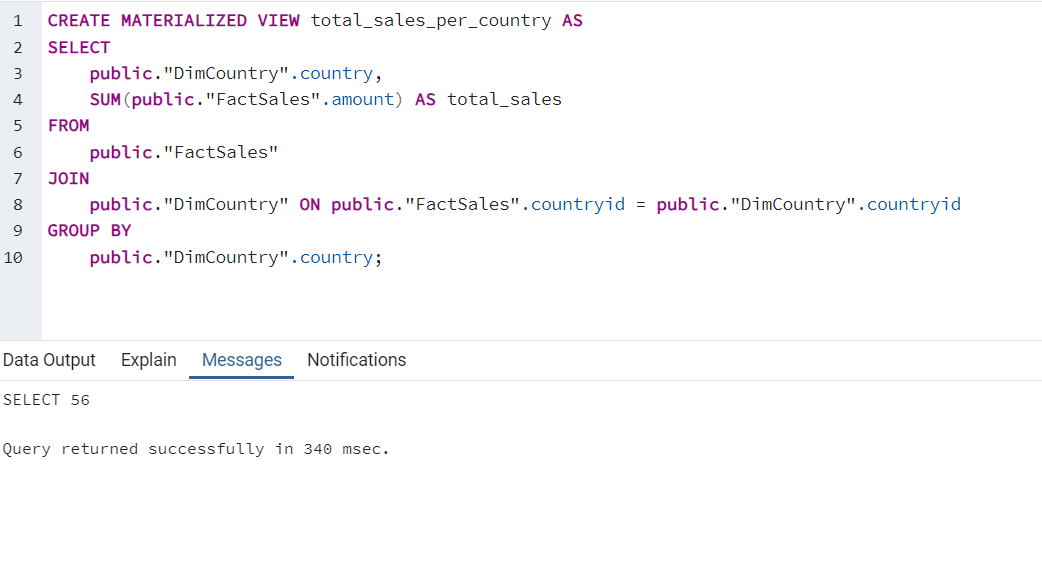 1 CREATE MATERIALIZED VIEW total_sales_per_country AS
2 SELECT
3     public."DimCountry".country,
4     SUM(public."FactSales".amount) AS total_sales
5 FROM
6     public."FactSales"
7 JOIN
8     public."DimCountry" ON public."FactSales".countryid = public."DimCountry".countryid
9 GROUP BY
10     public."DimCountry".country;
Data Output Explain Messages Notifications
SELECT 56
Query returned successfully in 340 msec.